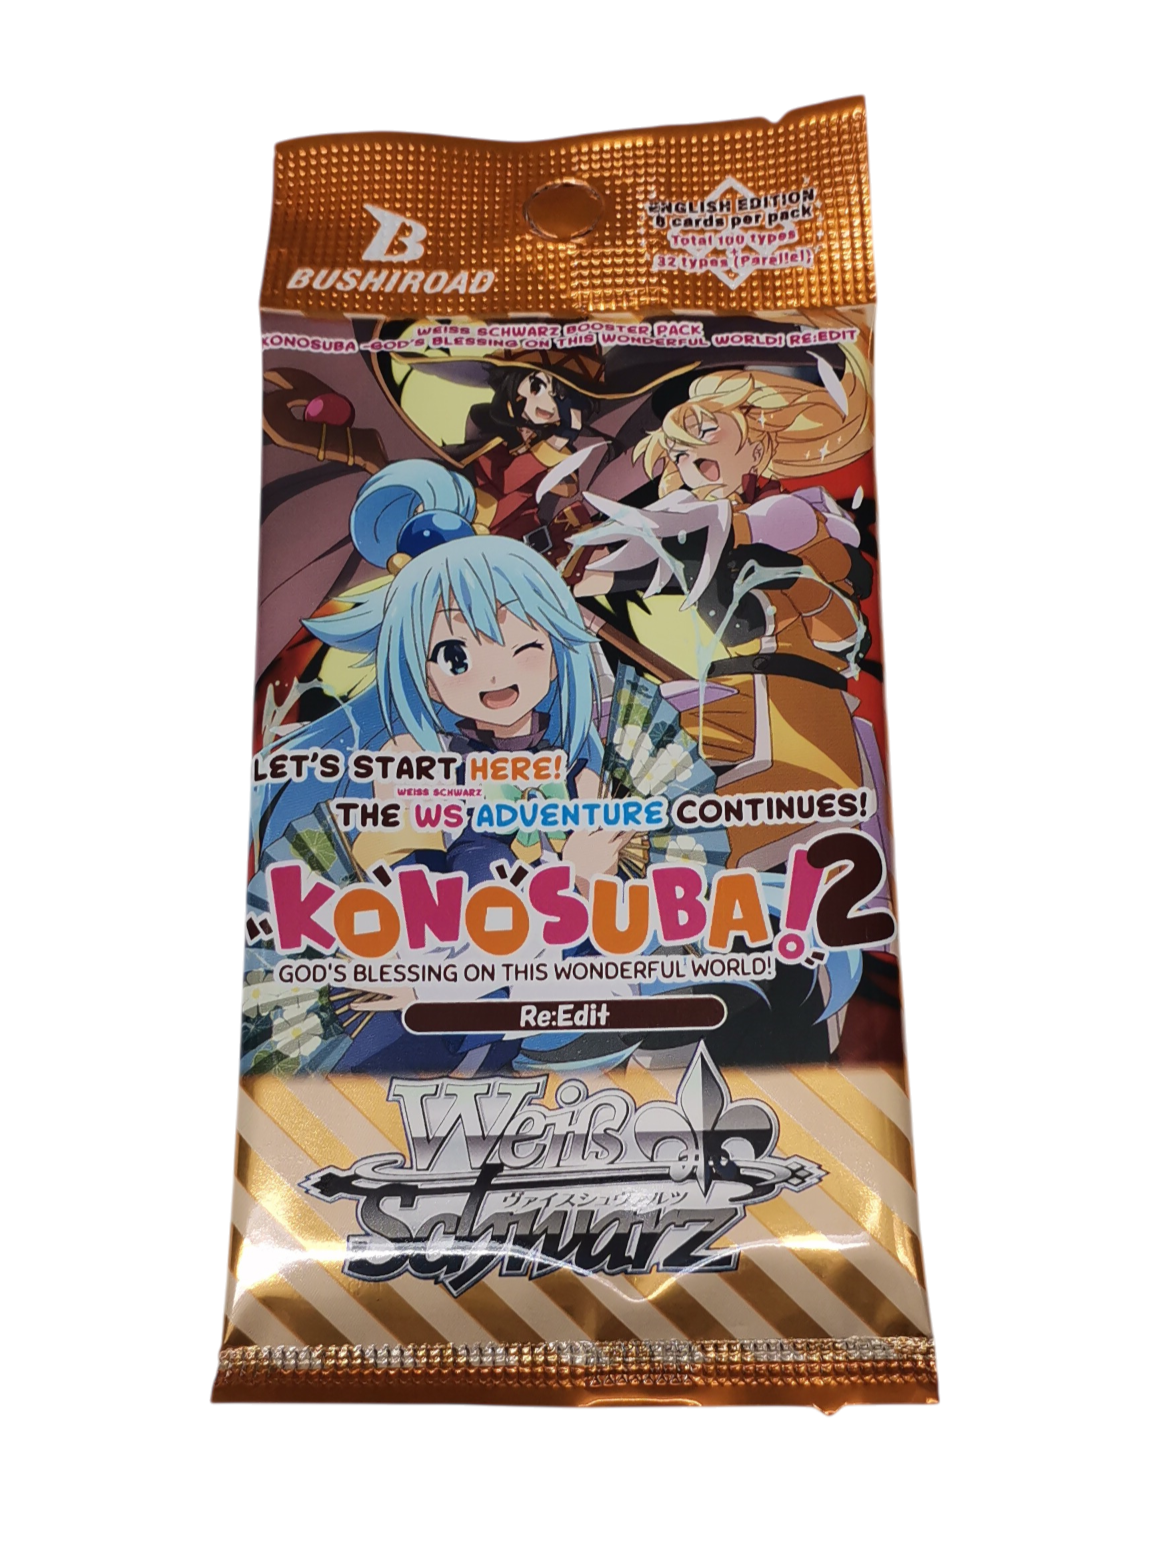 B
BUSHIROAD
ENGLISH EDITION
8 cards per pack
Total 100 types
+
32 types (Parallel)
WEISS SCHWARZ BOOSTER PACK
KONOSUBA -GOD'S BLESSING ON THIS WONDERFUL WORLD! RE:EDIT
LET'S START HERE!
WEISS SCHWARZ
THE WS ADVENTURE CONTINUES!
"KONOSUBA!"2
GOD'S BLESSING ON THIS WONDERFUL WORLD!
Re:Edit
Weiß
ヴァイスシュヴァルツ
Schwarz